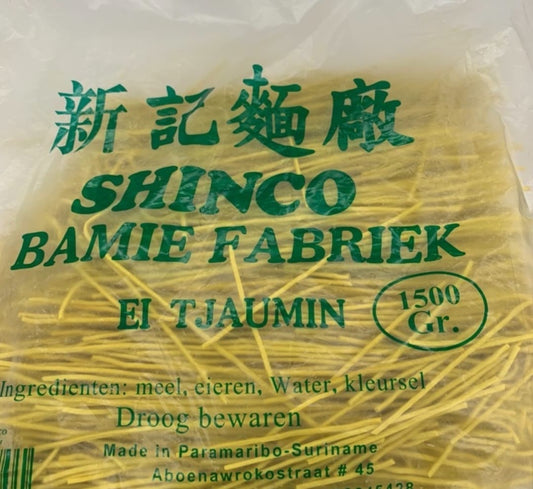 新記麵廠
SHINCO
BAMIE FABRIEK
EI TJAUMIN
1500
Gr.
Ingredienten: meel, eieren, Water, kleursel
Droog bewaren
Made in Paramaribo-Suriname
Aboenawrokostraat # 45